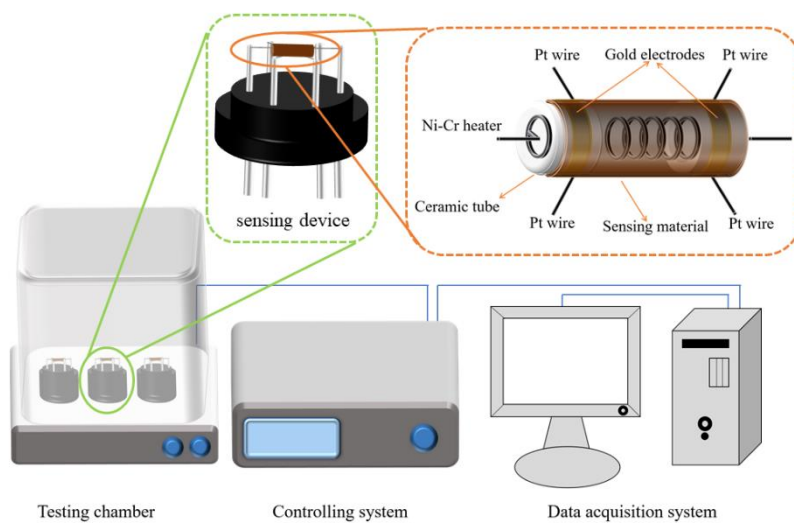 Pt wire
Gold electrodes
Pt wire
Ni-Cr heater
Ceramic tube
Pt wire
Sensing material
Pt wire
sensing device
Testing chamber
Controlling system
Data acquisition system